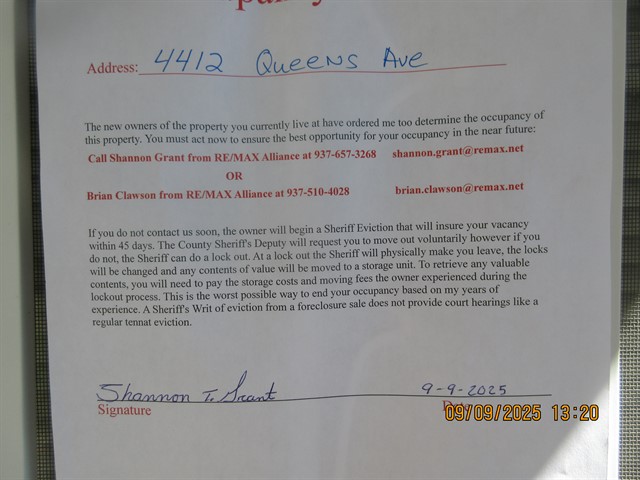 Address: 4412 Queens Ave
The new owners of the property you currently live at have ordered me too determine the occupancy of
this property. You must act now to ensure the best opportunity for your occupancy in the near future:
Call Shannon Grant from RE/MAX Alliance at 937-657-3268 shannon.grant@remax.net
OR
Brian Clawson from RE/MAX Alliance at 937-510-4028 brian.clawson@remax.net
If you do not contact us soon, the owner will begin a Sheriff Eviction that will insure your vacancy
within 45 days. The County Sheriff's Deputy will request you to move out voluntarily however if you
do not, the Sheriff can do a lock out. At a lock out the Sheriff will physically make you leave, the locks
will be changed and any contents of value will be moved to a storage unit. To retrieve any valuable
contents, you will need to pay the storage costs and moving fees the owner experienced during the
lockout process. This is the worst possible way to end your occupancy based on my years of
experience. A Sheriff's Writ of eviction from a foreclosure sale does not provide court hearings like a
regular tennat eviction.
Shannon T. Grant 9-9-2025
Signature
09/09/2025 13:20